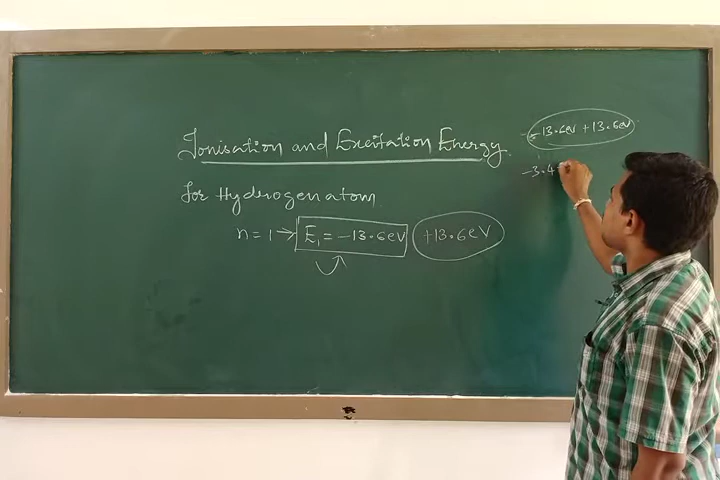 Ionisation and Excitation Energy.
for Hydrogen atom
n = 1 → E₁ = -13.6eV +13.6eV
-13.6eV +13.6eV
-3.4